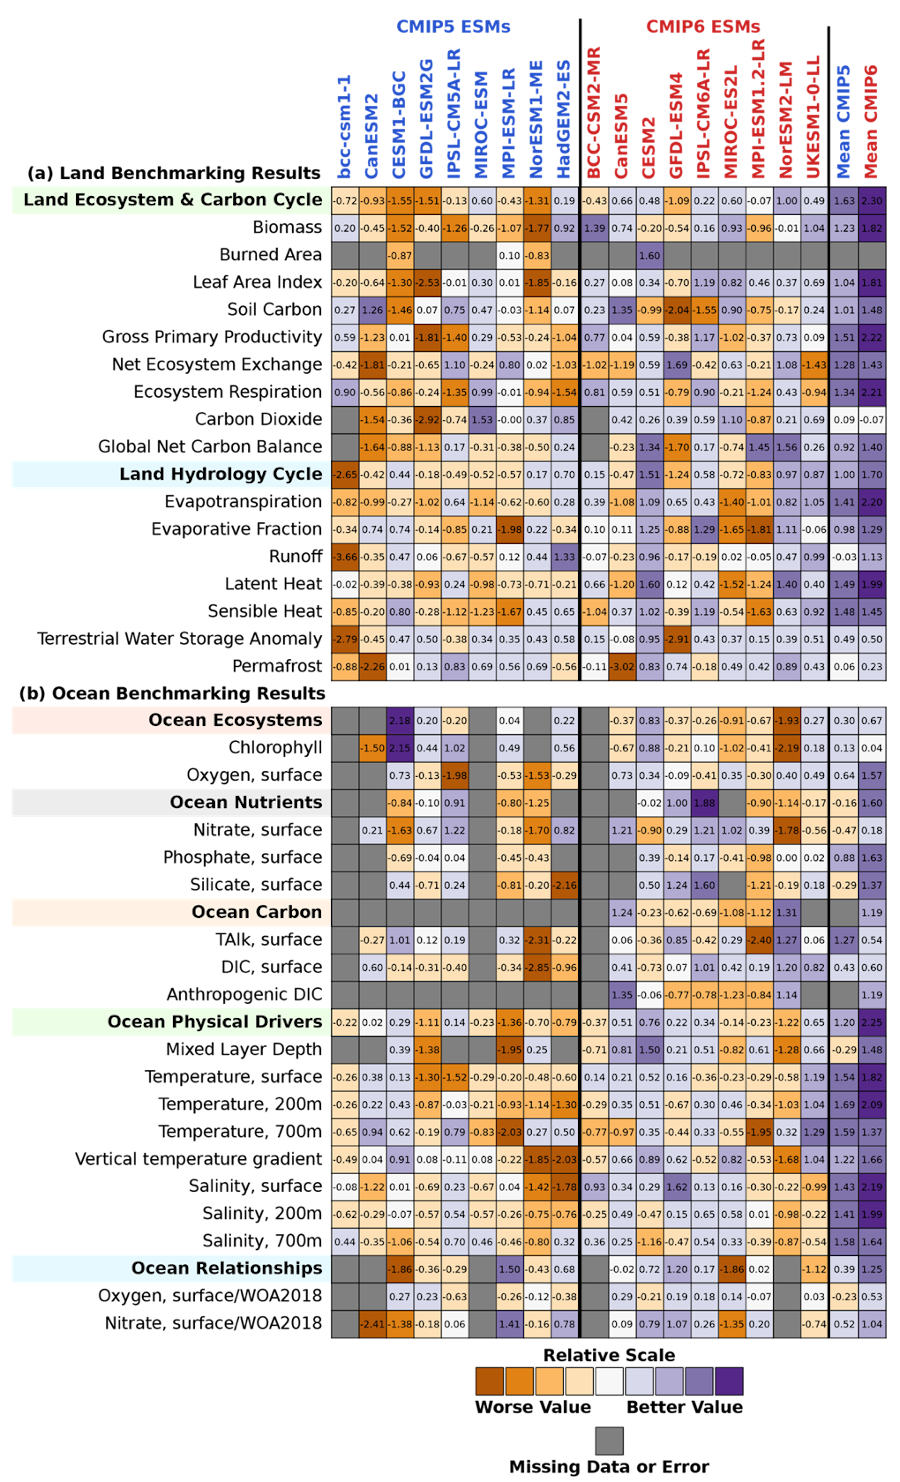 CMIP5 ESMs CMIP6 ESMs
bcc-csm1-1 CanESM2 CESM1-BGC GFDL-ESM2G IPSL-CM5A-LR MIROC-ESM MPI-ESM-LR NorESM1-ME HadGEM2-ES BCC-CSM2-MR CanESM5 CESM2 GFDL-ESM4 IPSL-CM6A-LR MIROC-ES2L MPI-ESM1.2-LR NorESM2-LM UKESM1-0-LL Mean CMIP5 Mean CMIP6
(a) Land Benchmarking Results
Land Ecosystem & Carbon Cycle -0.72 -0.93 -1.55 -1.51 -0.13 0.60 -0.43 -1.31 0.19 -0.43 0.66 0.48 -1.09 0.22 0.60 -0.07 1.00 0.49 1.63 2.30
Biomass 0.20 -0.45 -1.52 -0.40 -1.26 -0.26 -1.07 -1.77 0.92 1.39 0.74 -0.20 -0.54 0.16 0.93 -0.96 -0.01 1.04 1.23 1.82
Burned Area -0.87 0.10 -0.83 1.60
Leaf Area Index -0.20 -0.64 -1.30 -2.53 -0.01 0.30 0.01 -1.85 -0.16 0.27 0.08 0.34 -0.70 1.19 0.82 0.46 0.37 0.69 1.04 1.81
Soil Carbon 0.27 1.26 -1.46 0.07 0.75 0.47 -0.03 -1.14 0.07 0.23 1.35 -0.99 -2.04 -1.55 0.90 -0.75 -0.17 0.24 1.01 1.48
Gross Primary Productivity 0.59 -1.23 0.01 -1.81 -1.40 0.29 -0.53 -0.24 -1.04 0.77 0.04 0.59 -0.38 1.17 -1.02 -0.37 0.73 0.09 1.51 2.22
Net Ecosystem Exchange -0.42 -1.81 -0.21 -0.65 1.10 -0.24 0.80 0.02 -1.03 -1.02 -1.19 0.59 1.69 -0.42 0.63 -0.21 1.08 -1.43 1.28 1.43
Ecosystem Respiration 0.90 -0.56 -0.86 -0.24 -1.35 0.99 -0.01 -0.94 -1.54 0.81 0.59 0.51 -0.79 0.90 -0.21 -1.24 0.43 -0.94 1.34 2.21
Carbon Dioxide -1.54 -0.36 -2.92 -0.74 1.53 -0.00 0.37 0.85 0.42 0.26 0.39 0.59 1.10 -0.87 0.21 0.69 0.09 -0.07
Global Net Carbon Balance -1.64 -0.88 -1.13 0.17 -0.31 -0.38 -0.50 0.24 -0.23 1.34 -1.70 0.17 -0.74 1.45 1.56 0.26 0.92 1.40
Land Hydrology Cycle -2.65 -0.42 0.44 -0.18 -0.49 -0.52 -0.57 0.17 0.70 0.15 -0.47 1.51 -1.24 0.58 -0.72 -0.83 0.97 0.87 1.00 1.70
Evapotranspiration -0.82 -0.99 -0.27 -1.02 0.64 -1.14 -0.62 -0.60 0.28 0.39 -1.08 1.09 0.65 0.43 -1.40 -1.01 0.82 1.05 1.41 2.20
Evaporative Fraction -0.34 0.74 0.74 -0.14 -0.85 0.21 -1.98 0.22 -0.34 0.10 0.11 1.25 -0.88 1.29 -1.65 -1.81 1.11 -0.06 0.98 1.29
Runoff -3.66 -0.35 0.47 0.06 -0.67 -0.57 0.12 0.44 1.33 -0.07 -0.23 0.96 -0.17 -0.19 0.02 -0.05 0.47 0.99 -0.03 1.13
Latent Heat -0.02 -0.39 -0.38 -0.93 0.24 -0.98 -0.73 -0.71 -0.21 0.66 -1.20 1.60 0.12 0.42 -1.52 -1.24 1.40 0.40 1.49 1.99
Sensible Heat -0.85 -0.20 0.80 -0.28 -1.12 -1.23 -1.67 0.45 0.65 -1.04 0.37 1.02 -0.39 1.19 -0.54 -1.63 0.63 0.92 1.48 1.45
Terrestrial Water Storage Anomaly -2.79 -0.45 0.47 0.50 -0.38 0.34 0.35 0.43 0.58 0.15 -0.08 0.95 -2.91 0.43 0.37 0.15 0.39 0.51 0.49 0.50
Permafrost -0.88 -2.26 0.01 0.13 0.83 0.69 0.56 0.69 -0.56 -0.11 -3.02 0.83 0.74 -0.18 0.49 0.42 0.89 0.43 0.06 0.23
(b) Ocean Benchmarking Results
Ocean Ecosystems 2.18 0.20 -0.20 0.04 0.22 -0.37 0.83 -0.37 -0.26 -0.91 -0.67 -1.93 0.27 0.30 0.67
Chlorophyll -1.50 2.15 0.44 1.02 0.49 0.56 -0.67 0.88 -0.21 0.10 -1.02 -0.41 -2.19 0.18 0.13 0.04
Oxygen, surface 0.73 -0.13 -1.98 -0.53 -1.53 -0.29 0.73 0.34 -0.09 -0.41 0.35 -0.30 0.40 0.49 0.64 1.57
Ocean Nutrients -0.84 -0.10 0.91 -0.80 -1.25 -0.02 1.00 1.88 -0.90 -1.14 -0.17 -0.16 1.60
Nitrate, surface 0.21 -1.63 0.67 1.22 -0.18 -1.70 0.82 1.21 -0.90 0.29 1.21 1.02 0.39 -1.78 -0.56 -0.47 0.18
Phosphate, surface -0.69 -0.04 0.04 -0.45 -0.43 0.39 -0.14 0.17 -0.41 -0.98 0.00 0.02 0.88 1.63
Silicate, surface 0.44 -0.71 0.24 -0.81 -0.20 -2.16 0.50 1.24 1.60 -1.21 -0.19 0.18 -0.29 1.37
Ocean Carbon 1.24 -0.23 -0.62 -0.69 -1.08 -1.12 1.31 1.19
TAlk, surface -0.27 1.01 0.12 0.19 0.32 -2.31 -0.22 0.06 -0.36 0.85 -0.42 0.29 -2.40 1.27 0.06 1.27 0.54
DIC, surface 0.60 -0.14 -0.31 -0.40 -0.34 -2.85 -0.96 0.41 -0.73 0.07 1.01 0.42 0.19 1.20 0.82 0.43 0.60
Anthropogenic DIC 1.35 -0.06 -0.77 -0.78 -1.23 -0.84 1.14 1.19
Ocean Physical Drivers -0.22 0.02 0.29 -1.11 0.14 -0.23 -1.36 -0.70 -0.79 -0.37 0.51 0.76 0.22 0.34 -0.14 -0.23 -1.22 0.65 1.20 2.25
Mixed Layer Depth 0.39 -1.38 -1.95 0.25 -0.71 0.81 1.50 0.21 0.51 -0.82 0.61 -1.28 0.66 -0.29 1.48
Temperature, surface -0.26 0.38 0.13 -1.30 -1.52 -0.29 -0.20 -0.48 -0.60 0.14 0.21 0.52 0.16 -0.36 -0.23 -0.29 -0.58 1.19 1.54 1.82
Temperature, 200m -0.26 0.22 0.43 -0.87 -0.03 -0.21 -0.93 -1.14 -1.30 -0.29 0.35 0.51 -0.67 0.30 0.46 -0.34 -1.03 1.04 1.69 2.09
Temperature, 700m -0.65 0.94 0.62 -0.19 0.79 -0.83 -2.03 0.27 0.50 -0.77 -0.97 0.35 -0.44 0.33 -0.55 -1.95 0.32 1.29 1.59 1.37
Vertical temperature gradient -0.49 0.04 0.91 0.08 -0.11 0.08 -0.22 -1.85 -2.03 -0.57 0.66 0.89 0.62 -0.52 0.82 -0.53 -1.68 1.04 1.22 1.66
Salinity, surface -0.08 -1.22 0.01 -0.69 0.23 -0.67 0.04 -1.42 -1.78 0.93 0.34 0.29 1.62 0.13 0.16 -0.30 -0.22 -0.99 1.43 2.19
Salinity, 200m -0.62 -0.29 -0.07 -0.57 0.54 -0.57 -0.26 -0.75 -0.76 -0.25 0.49 -0.47 0.15 0.65 0.58 0.01 -0.98 -0.22 1.41 1.99
Salinity, 700m 0.44 -0.35 -1.06 -0.54 0.70 0.46 -0.46 -0.80 0.32 0.36 0.25 -1.16 -0.47 0.54 0.33 -0.39 -0.87 -0.54 1.58 1.64
Ocean Relationships -1.86 -0.36 -0.29 1.50 -0.43 0.68 -0.02 0.72 1.20 0.17 -1.86 0.02 -1.12 0.39 1.25
Oxygen, surface/WOA2018 0.27 0.23 -0.63 -0.26 -0.12 -0.38 0.29 -0.21 0.19 0.18 0.14 -0.07 0.03 -0.23 0.53
Nitrate, surface/WOA2018 -2.41 -1.38 -0.18 0.06 1.41 -0.16 0.78 0.09 0.79 1.07 0.26 -1.35 0.20 -0.74 0.52 1.04
Relative Scale
Worse Value Better Value
Missing Data or Error